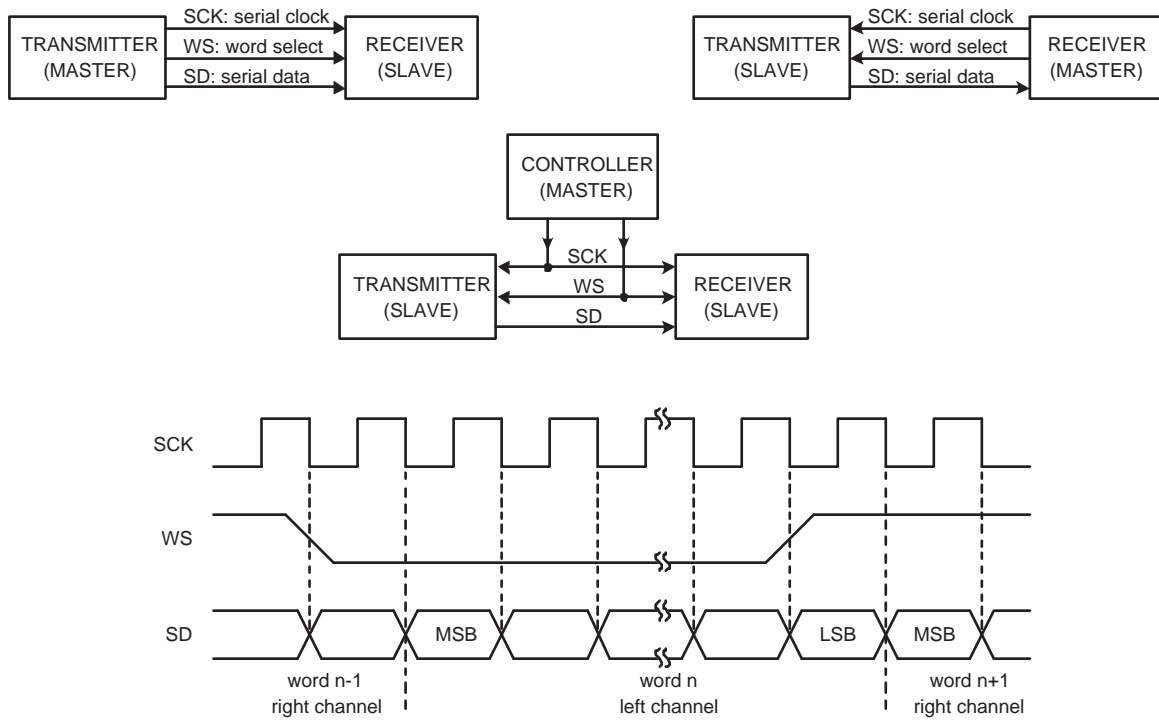 TRANSMITTER
(MASTER)
SCK: serial clock
WS: word select
SD: serial data
RECEIVER
(SLAVE)
TRANSMITTER
(SLAVE)
SCK: serial clock
WS: word select
SD: serial data
RECEIVER
(MASTER)
CONTROLLER
(MASTER)
TRANSMITTER
(SLAVE)
SCK
WS
SD
RECEIVER
(SLAVE)
SCK
WS
SD
MSB
LSB
MSB
word n-1
right channel
word n
left channel
word n+1
right channel